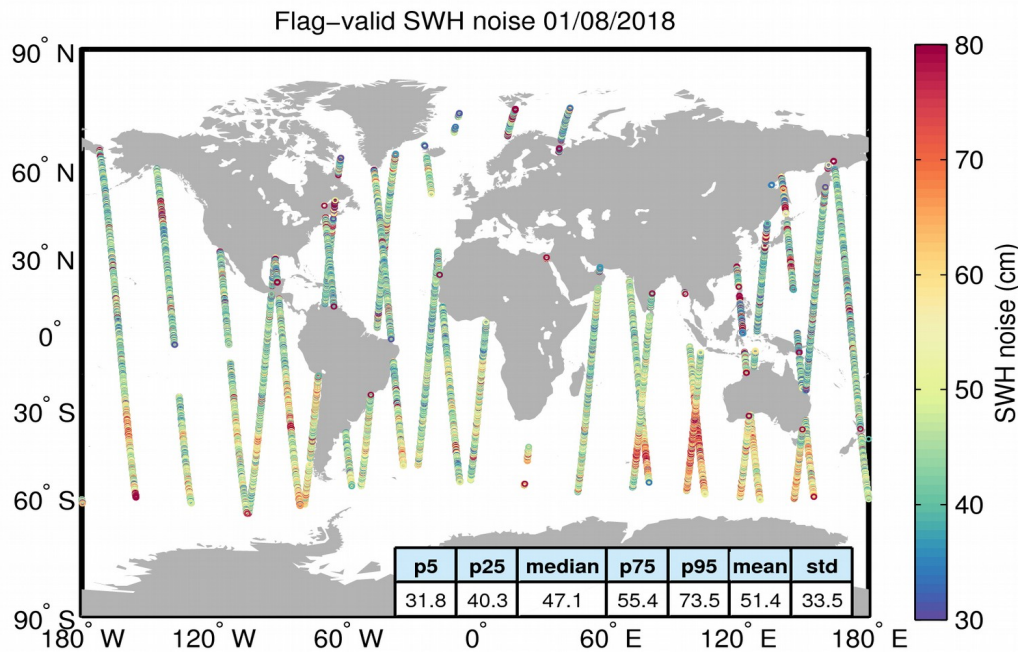 Flag−valid SWH noise 01/08/2018
90° N
60° N
30° N
0°
30° S
60° S
90° S
180° W
120° W
60° W
0°
60° E
120° E
180° E
80
70
60
50
40
30
SWH noise (cm)
p5 p25 median p75 p95 mean std
31.8 40.3 47.1 55.4 73.5 51.4 33.5